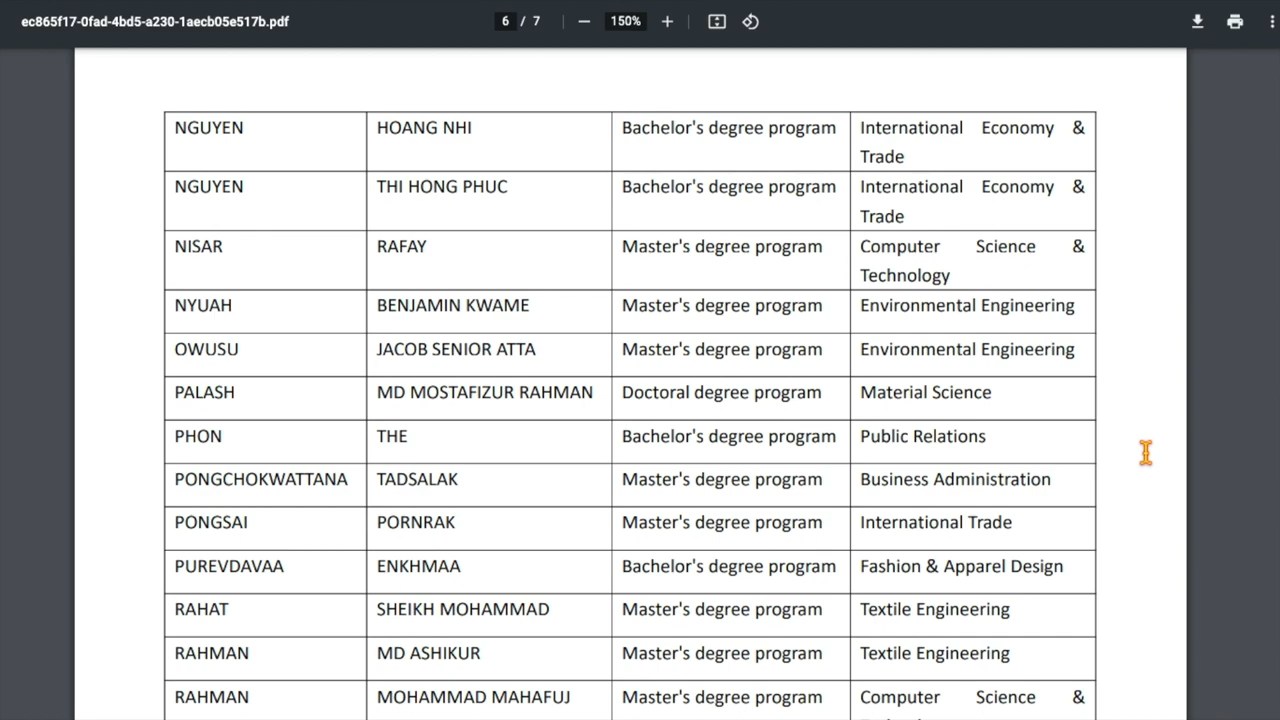 ec865f17-0fad-4bd5-a230-1aecb05e517b.pdf 6 / 7 150%
NGUYEN HOANG NHI Bachelor's degree program International Economy &
Trade
NGUYEN THI HONG PHUC Bachelor's degree program International Economy &
Trade
NISAR RAFAY Master's degree program Computer Science &
Technology
NYUAH BENJAMIN KWAME Master's degree program Environmental Engineering
OWUSU JACOB SENIOR ATTA Master's degree program Environmental Engineering
PALASH MD MOSTAFIZUR RAHMAN Doctoral degree program Material Science
PHON THE Bachelor's degree program Public Relations
PONGCHOKWATTANA TADSALAK Master's degree program Business Administration
PONGSAI PORNRAK Master's degree program International Trade
PUREVDAVAA ENKHMAA Bachelor's degree program Fashion & Apparel Design
RAHAT SHEIKH MOHAMMAD Master's degree program Textile Engineering
RAHMAN MD ASHIKUR Master's degree program Textile Engineering
RAHMAN MOHAMMAD MAHAFUJ Master's degree program Computer Science &